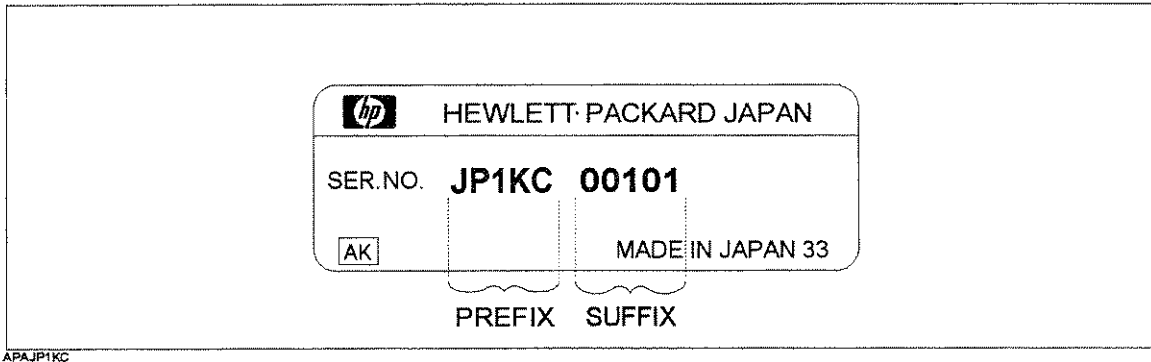 hp HEWLETT·PACKARD JAPAN
SER.NO. JP1KC 00101
AK MADE IN JAPAN 33
PREFIX SUFFIX
APAJP1KC